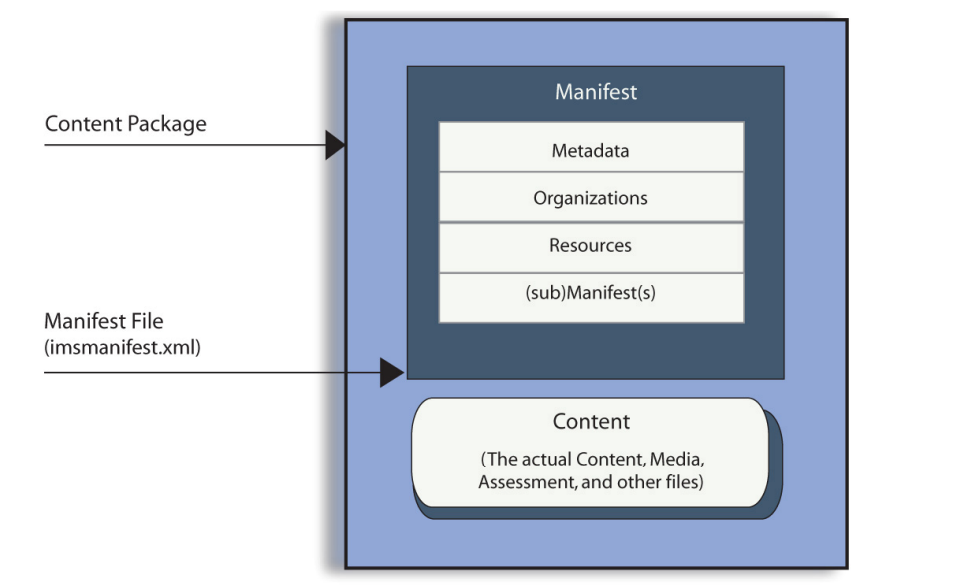 Content Package
Manifest File
(imsmanifest.xml)
Manifest
Metadata
Organizations
Resources
(sub)Manifest(s)
Content
(The actual Content, Media,
Assessment, and other files)